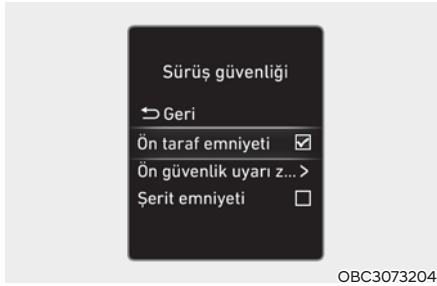 Sürüş güvenliği
Geri
Ön taraf emniyeti
Ön güvenlik uyarı z...>
Şerit emniyeti
OBC3073204